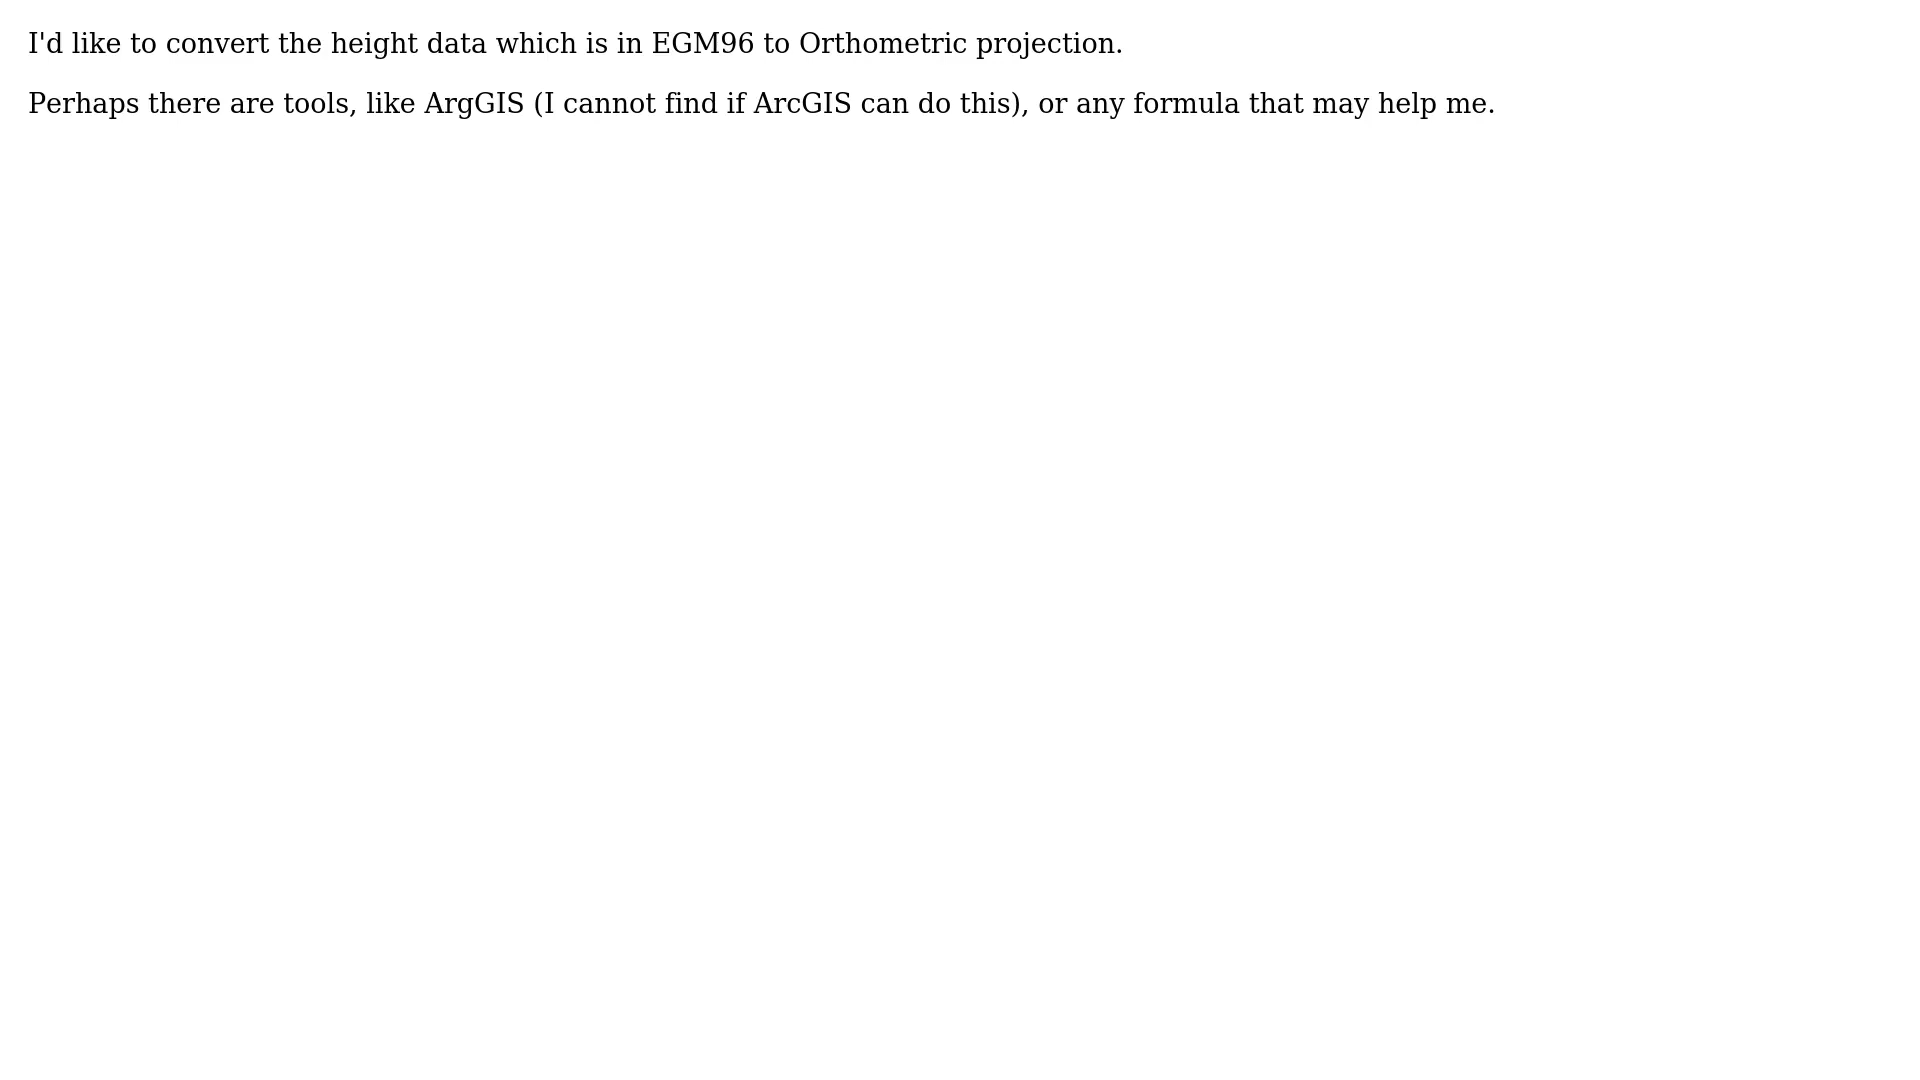 I'd like to convert the height data which is in EGM96 to Orthometric projection.
Perhaps there are tools, like ArgGIS (I cannot find if ArcGIS can do this), or any formula that may help me.